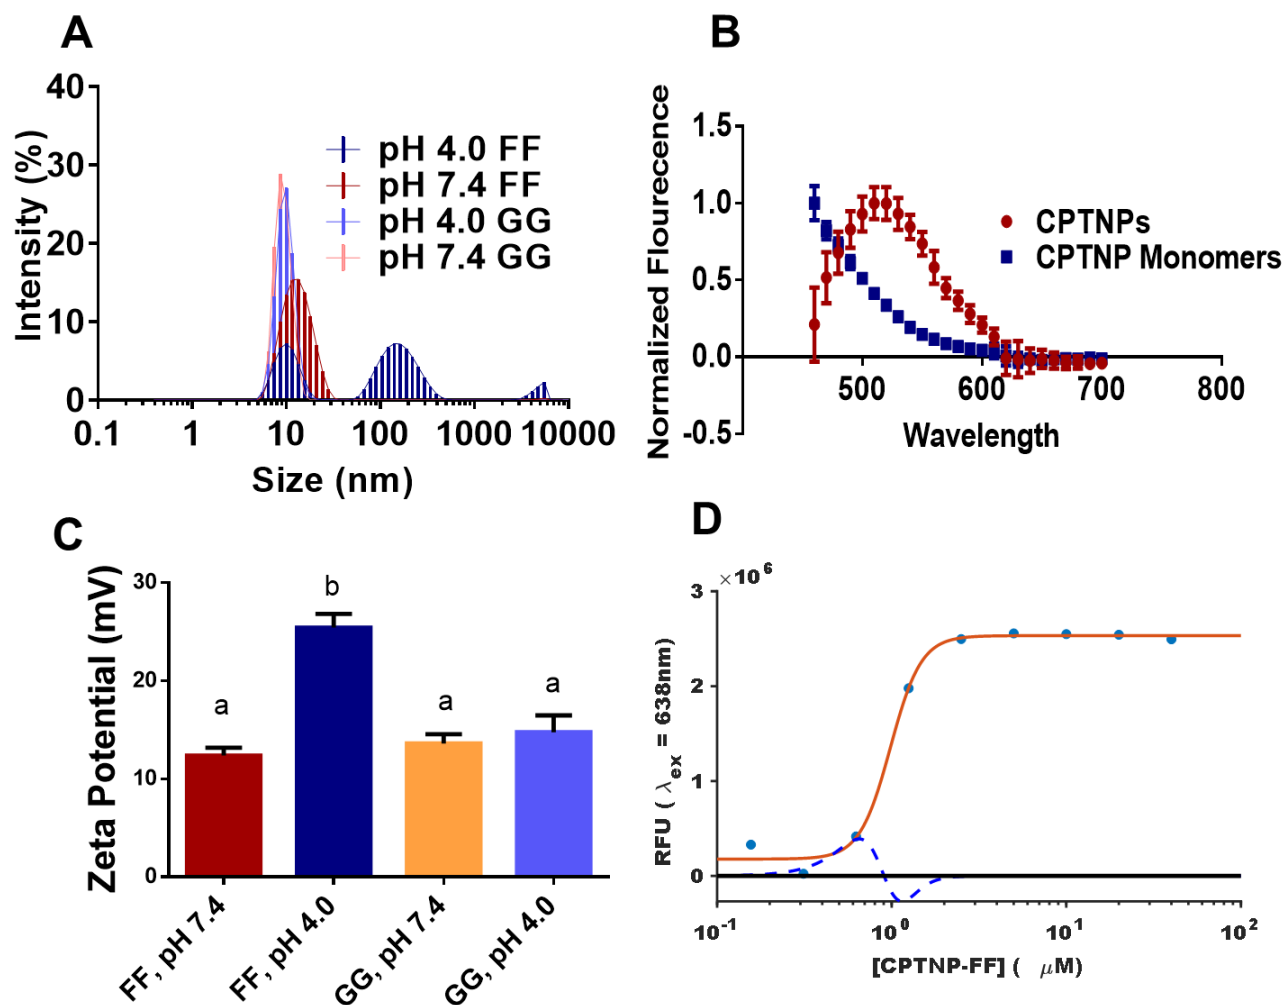 A
Intensity (%)
40
30
20
10
0
pH 4.0 FF
pH 7.4 FF
pH 4.0 GG
pH 7.4 GG
0.1 1 10 100 1000 10000
Size (nm)
B
Normalized Flourecence
1.5
1.0
0.5
0.0
-0.5
CPTNPs
CPTNP Monomers
500 600 700 800
Wavelength
C
Zeta Potential (mV)
30
20
10
0
a
b
a
a
FF, pH 7.4
FF, pH 4.0
GG, pH 7.4
GG, pH 4.0
D
×10⁶
RFU ( λex = 638nm)
3
2
1
0
10⁻¹ 10⁰ 10¹ 10²
[CPTNP-FF] ( μM)